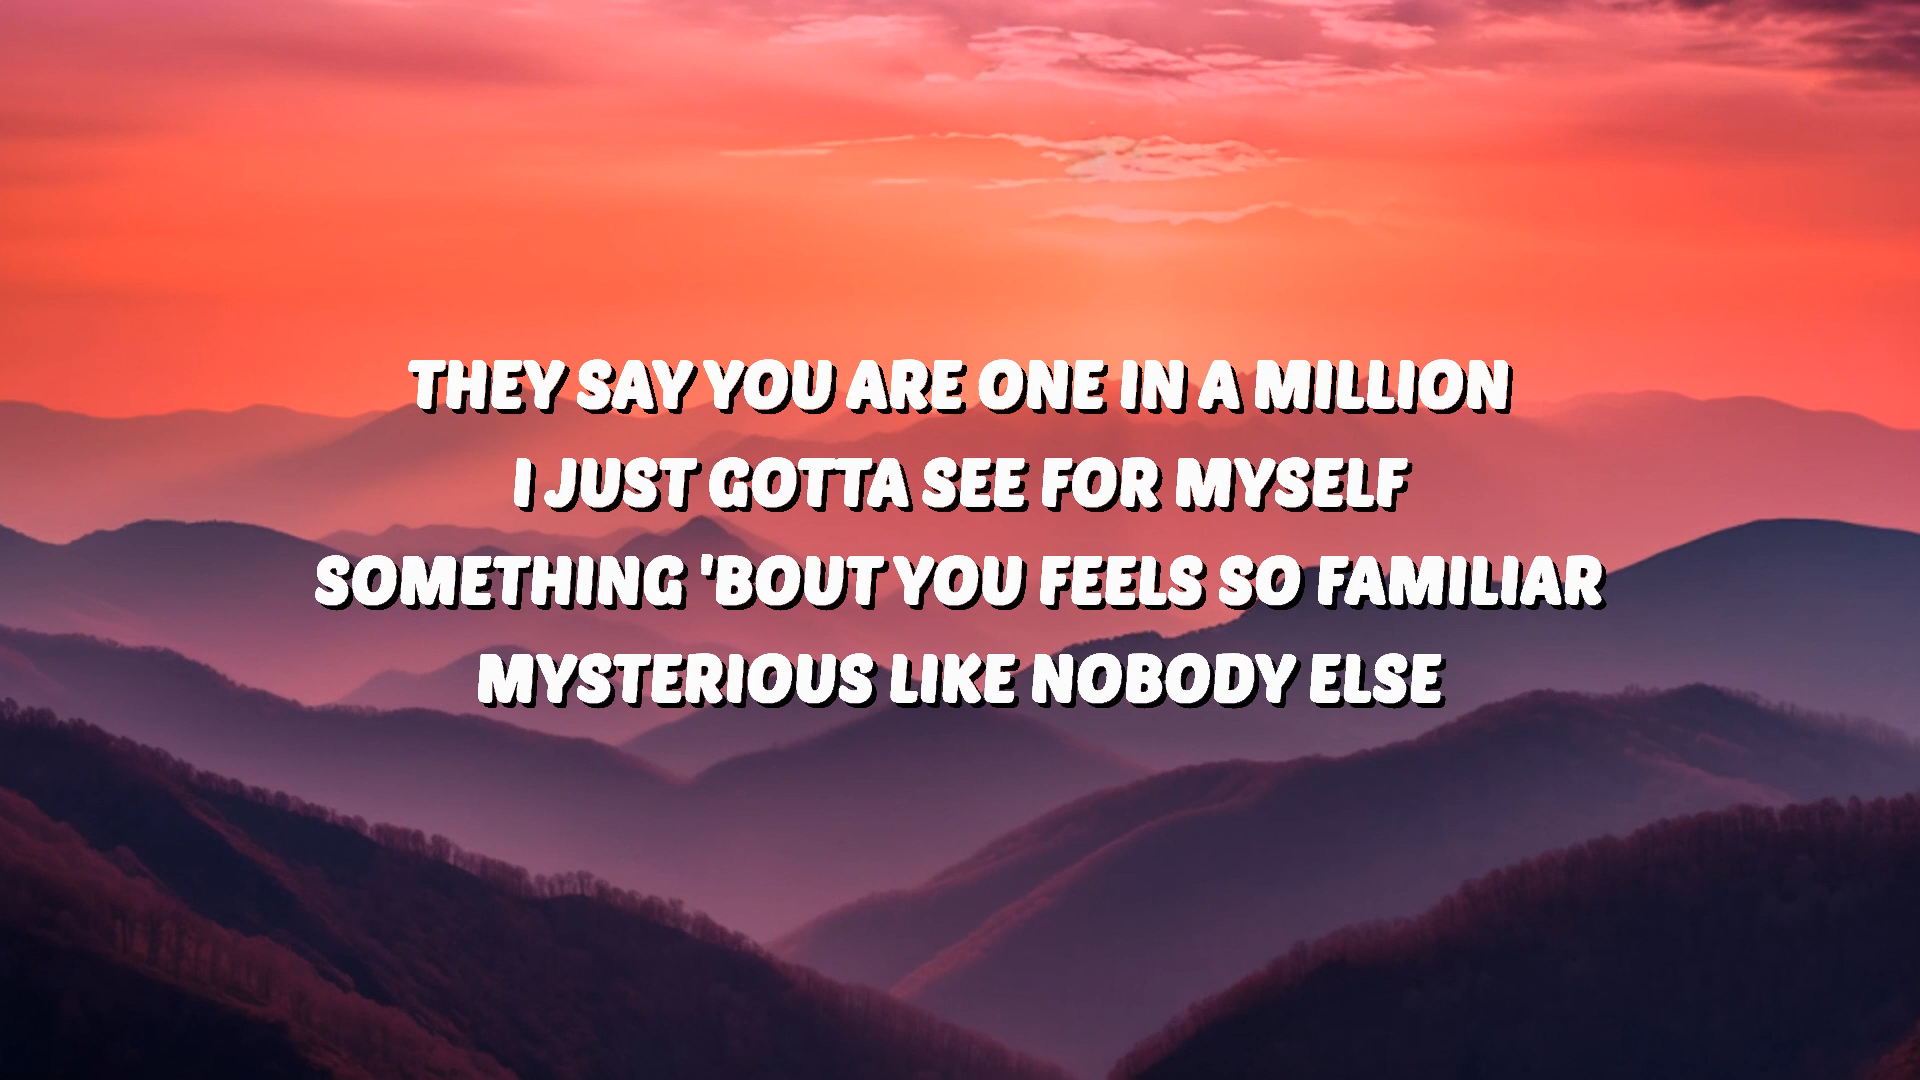 THEY SAY YOU ARE ONE IN A MILLION
I JUST GOTTA SEE FOR MYSELF
SOMETHING 'BOUT YOU FEELS SO FAMILIAR
MYSTERIOUS LIKE NOBODY ELSE